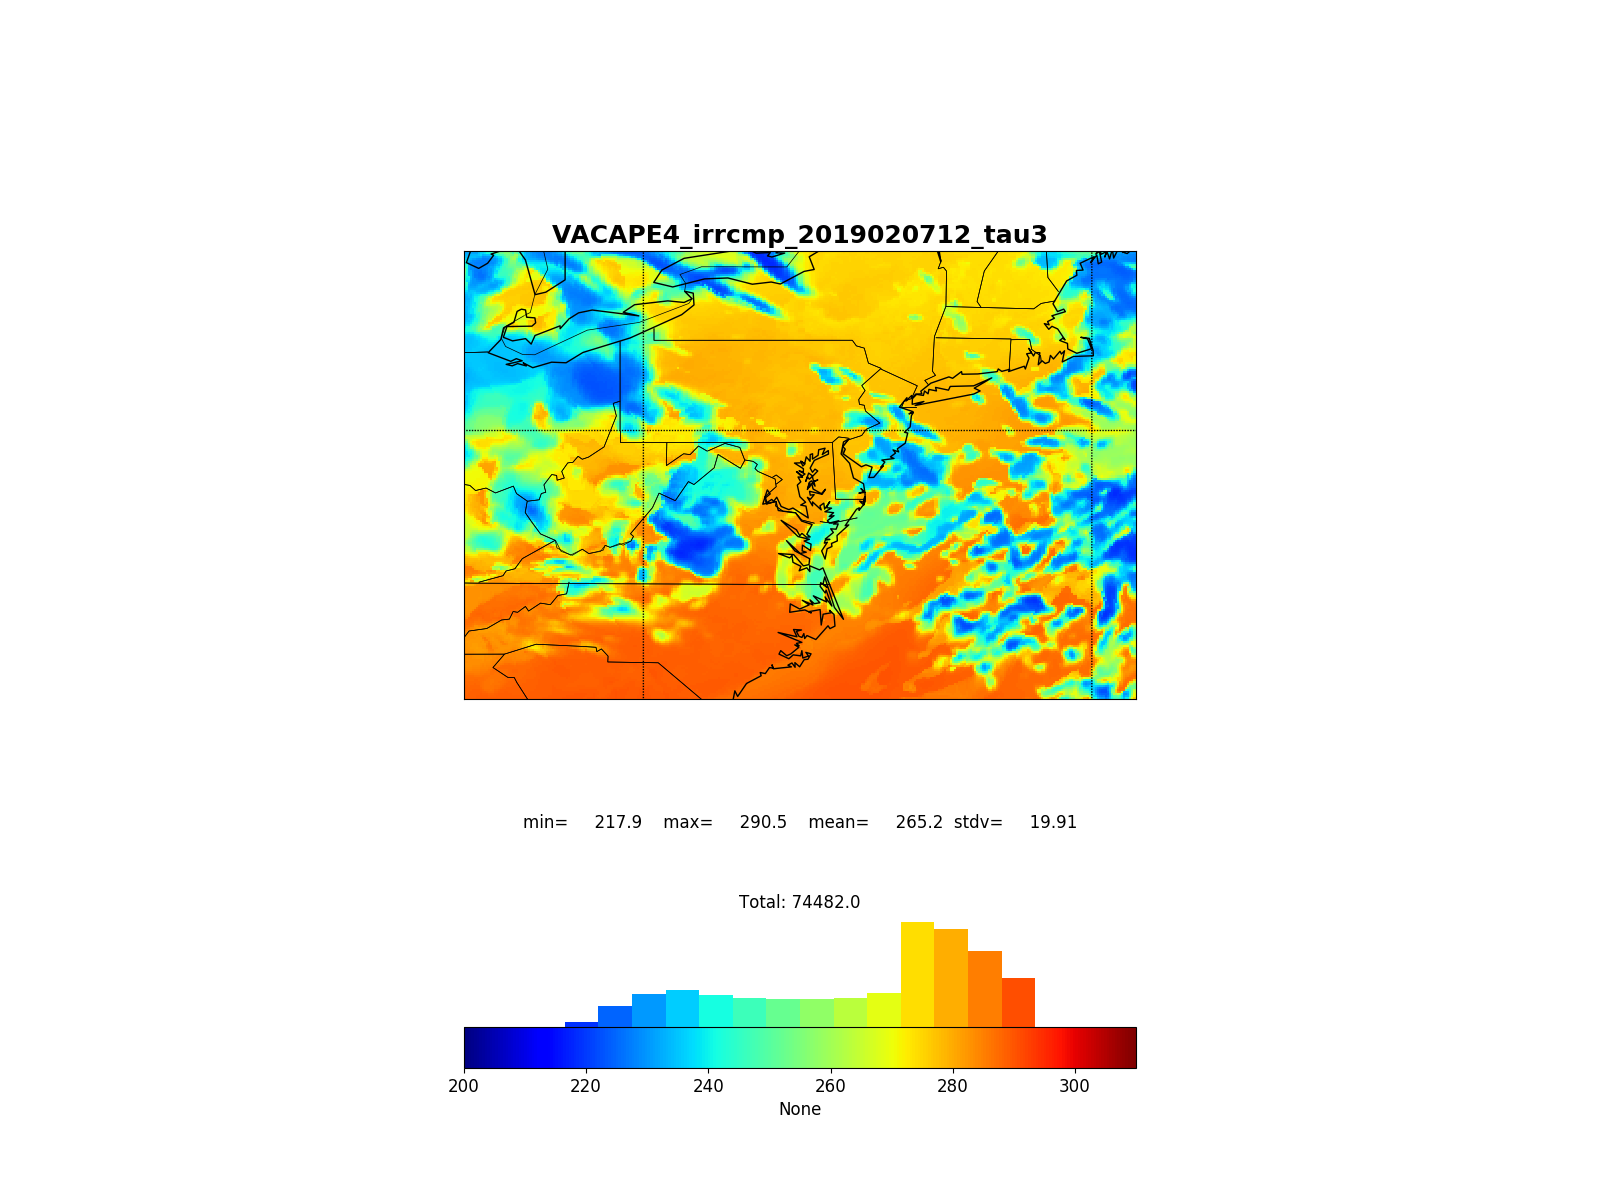 VACAPE4_irrcmp_2019020712_tau3
min= 217.9 max= 290.5 mean= 265.2 stdv= 19.91
Total: 74482.0
200 220 240 260 280 300
None